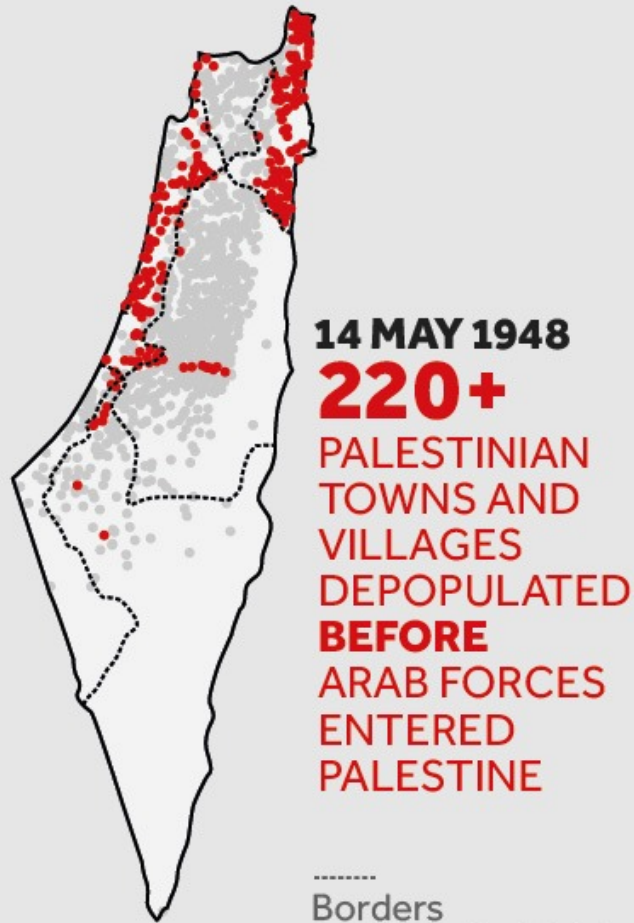 14 MAY 1948
220+
PALESTINIAN
TOWNS AND
VILLAGES
DEPOPULATED
BEFORE
ARAB FORCES
ENTERED
PALESTINE
Borders